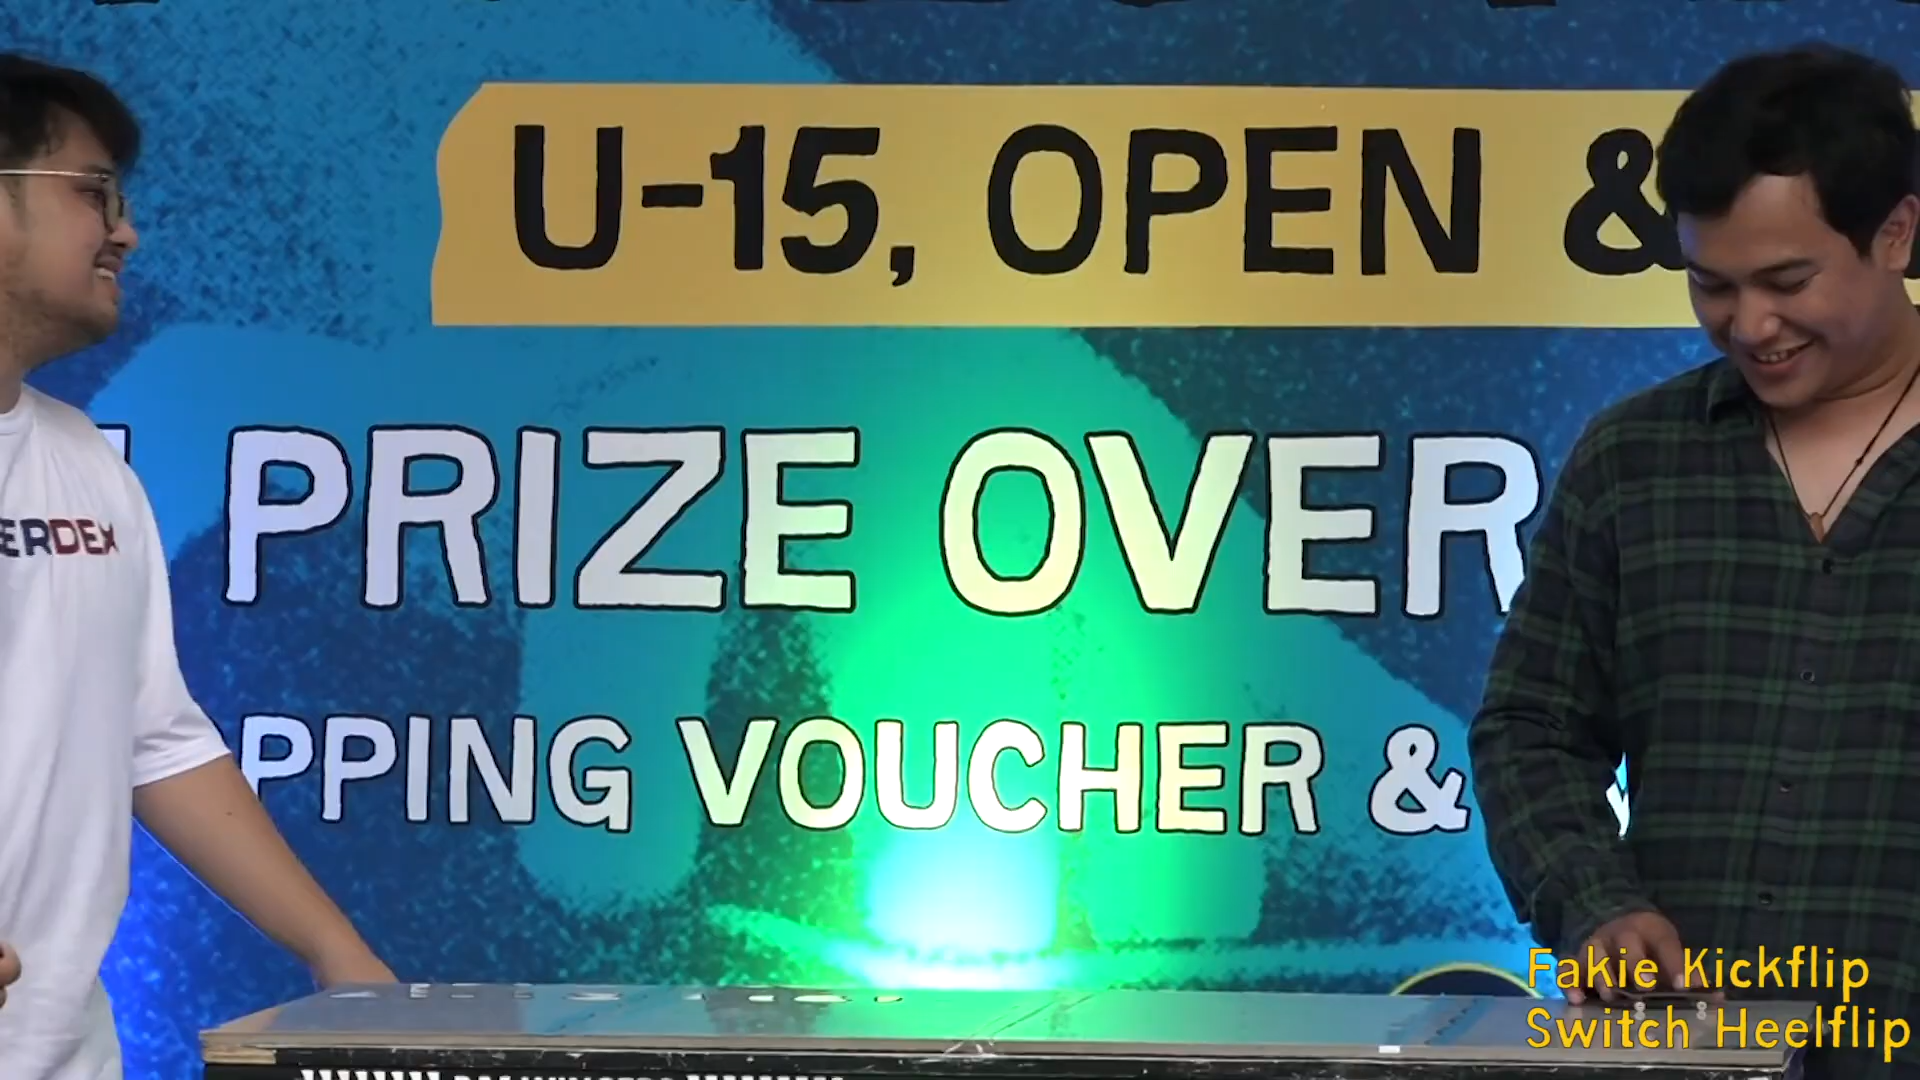 U-15, OPEN &
PRIZE OVER
PPING VOUCHER &
ERDEX
Fakie Kickflip
Switch Heelflip